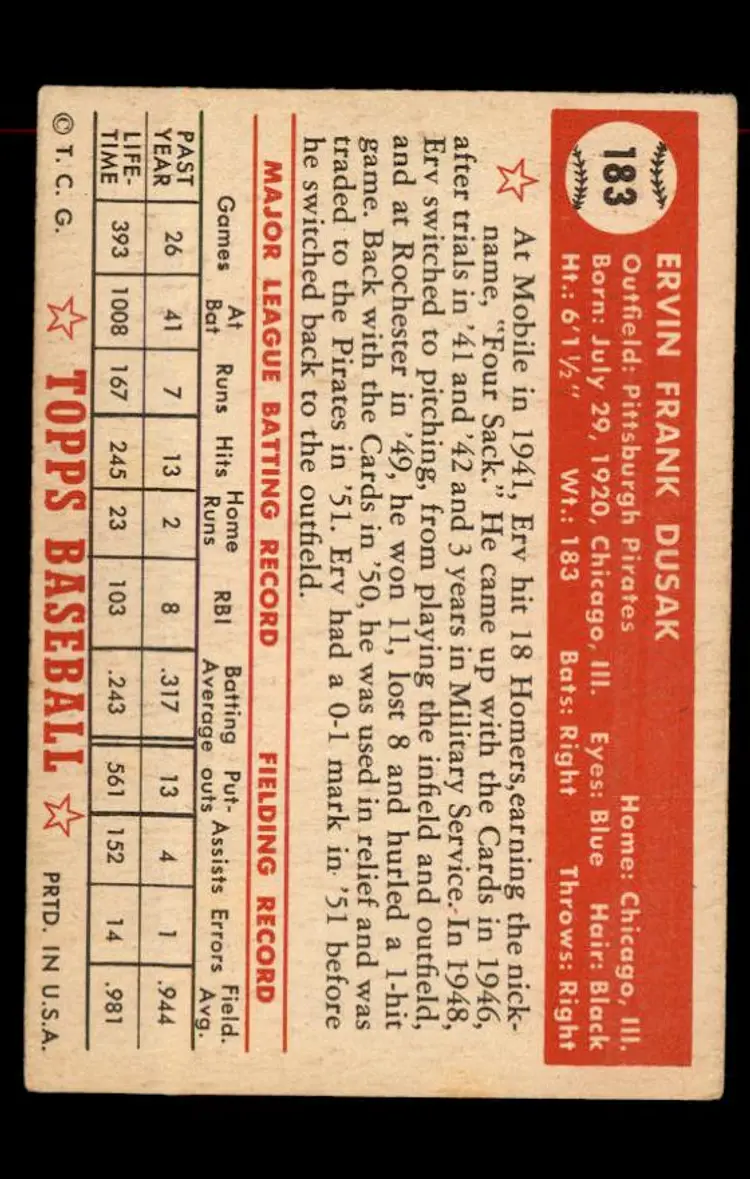 183
ERVIN FRANK DUSAK
Outfield: Pittsburgh Pirates Home: Chicago, Ill.
Born: July 29, 1920, Chicago, Ill. Eyes: Blue Hair: Black
Ht.: 6'1½" Wt.: 183 Bats: Right Throws: Right
At Mobile in 1941, Erv hit 18 Homers, earning the nick-
name, "Four Sack." He came up with the Cards in 1946,
after trials in '41 and '42 and 3 years in Military Service. In 1948,
Erv switched to pitching, from playing the infield and outfield,
and at Rochester in '49, he won 11, lost 8 and hurled a 1-hit
game. Back with the Cards in '50, he was used in relief and was
traded to the Pirates in '51. Erv had a 0-1 mark in '51 before
he switched back to the outfield.
MAJOR LEAGUE BATTING RECORD FIELDING RECORD
Games At Bat Runs Hits Home Runs RBI Batting Average Put-outs Assists Errors Field. Avg.
PAST YEAR 26 41 7 13 2 8 .317 13 4 1 .944
LIFE-TIME 393 1008 167 245 23 103 .243 561 152 14 .981
© T. C. G. TOPPS BASEBALL PRTD. IN U.S.A.